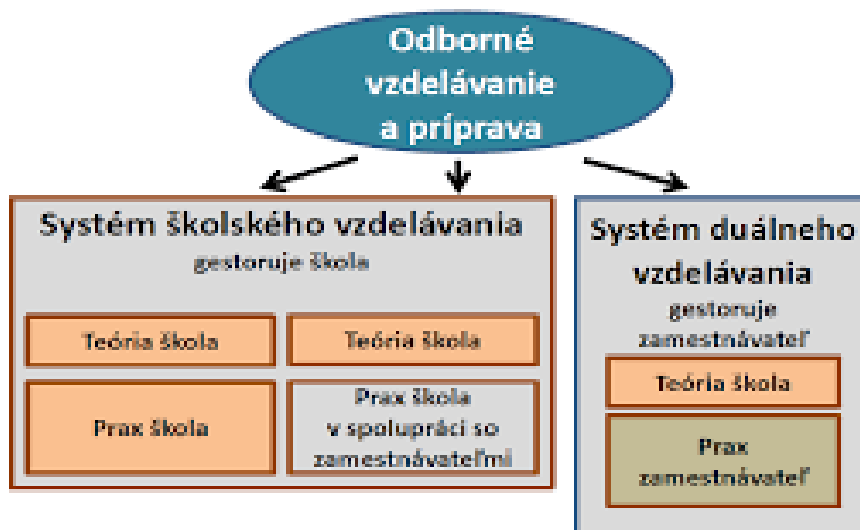 Odborné
vzdelávanie
a príprava
Systém školského vzdelávania
gestoruje škola
Teória škola
Teória škola
Prax škola
Prax škola
v spolupráci so
zamestnávateľmi
Systém duálneho
vzdelávania
gestoruje
zamestnávateľ
Teória škola
Prax
zamestnávateľ